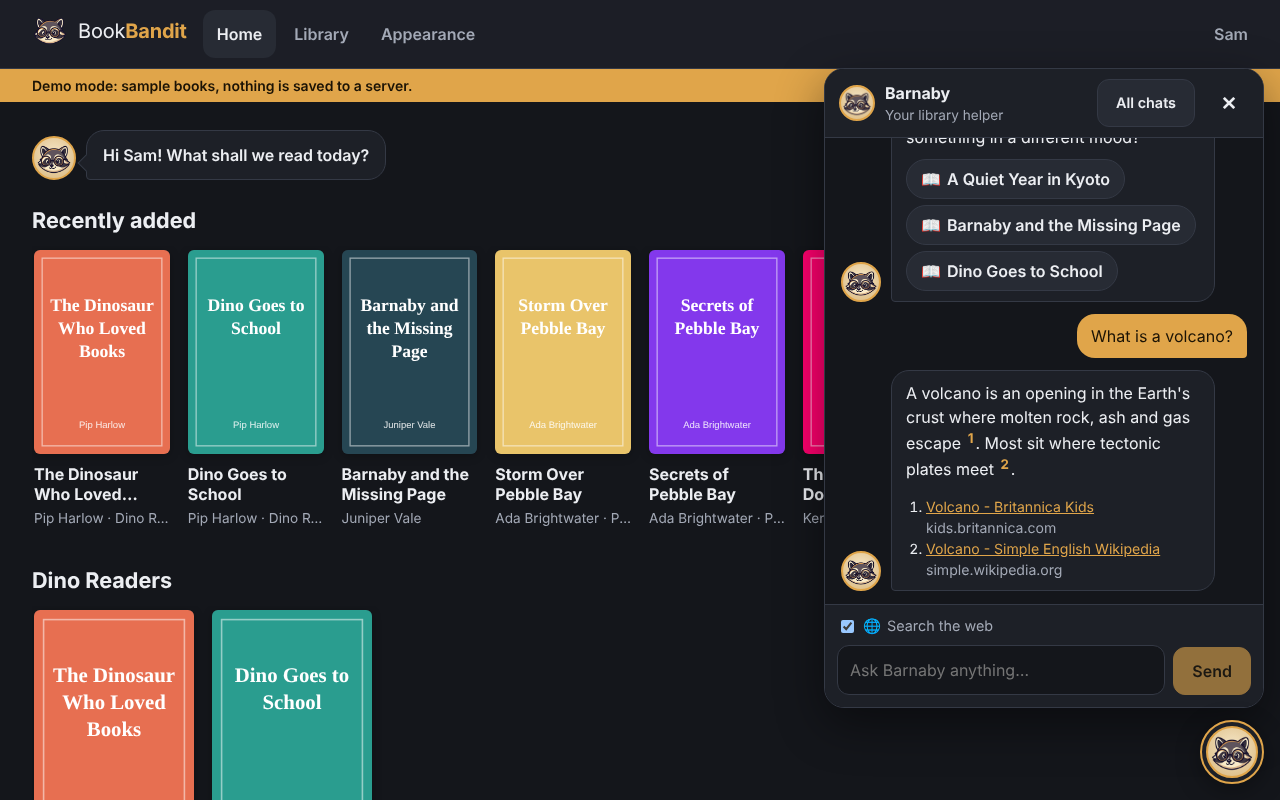 BookBandit
Home
Library
Appearance
Sam
Demo mode: sample books, nothing is saved to a server.
Hi Sam! What shall we read today?
Recently added
The Dinosaur
Who Loved
Books
Pip Harlow
The Dinosaur
Who Loved...
Pip Harlow · Dino R...
Dino Goes to
School
Pip Harlow
Dino Goes to
School
Pip Harlow · Dino R...
Barnaby and
the Missing
Page
Juniper Vale
Barnaby and the
Missing Page
Juniper Vale
Storm Over
Pebble Bay
Ada Brightwater
Storm Over
Pebble Bay
Ada Brightwater · P...
Secrets of
Pebble Bay
Ada Brightwater
Secrets of
Pebble Bay
Ada Brightwater · P...
Th
Do
Ker
Dino Readers
The Dinosaur
Who Loved
Books
Dino Goes to
School
Barnaby
Your library helper
All chats
something in a different mood?
A Quiet Year in Kyoto
Barnaby and the Missing Page
Dino Goes to School
What is a volcano?
A volcano is an opening in the Earth's
crust where molten rock, ash and gas
escape 1. Most sit where tectonic
plates meet 2.
1. Volcano - Britannica Kids
kids.britannica.com
2. Volcano - Simple English Wikipedia
simple.wikipedia.org
Search the web
Ask Barnaby anything...
Send